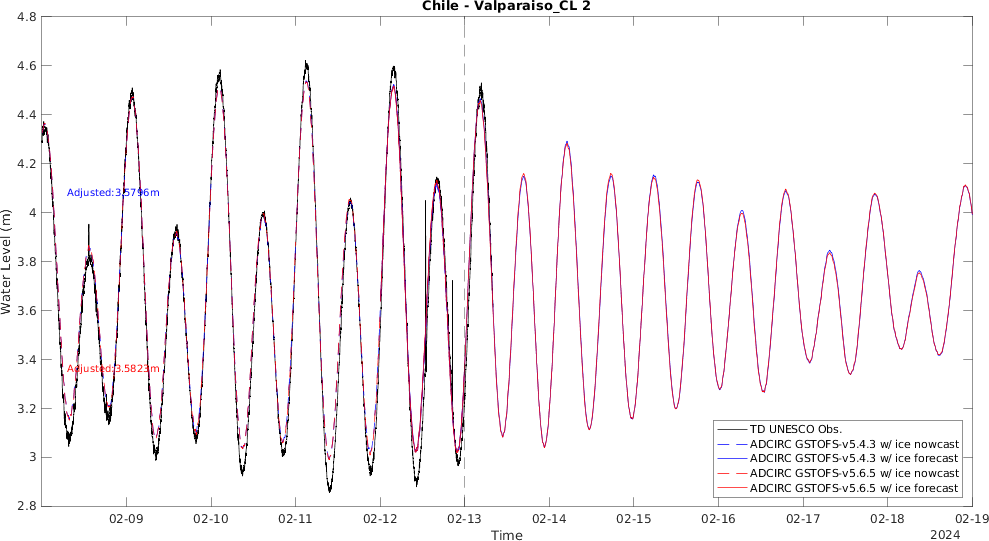 Chile - Valparaiso_CL 2
4.8
4.6
4.4
4.2
4
3.8
3.6
3.4
3.2
3
2.8
Water Level (m)
Adjusted:3.5796m
Adjusted:3.5823m
TD UNESCO Obs.
ADCIRC GSTOFS-v5.4.3 w/ ice nowcast
ADCIRC GSTOFS-v5.4.3 w/ ice forecast
ADCIRC GSTOFS-v5.6.5 w/ ice nowcast
ADCIRC GSTOFS-v5.6.5 w/ ice forecast
02-09 02-10 02-11 02-12 02-13 02-14 02-15 02-16 02-17 02-18 02-19
Time
2024